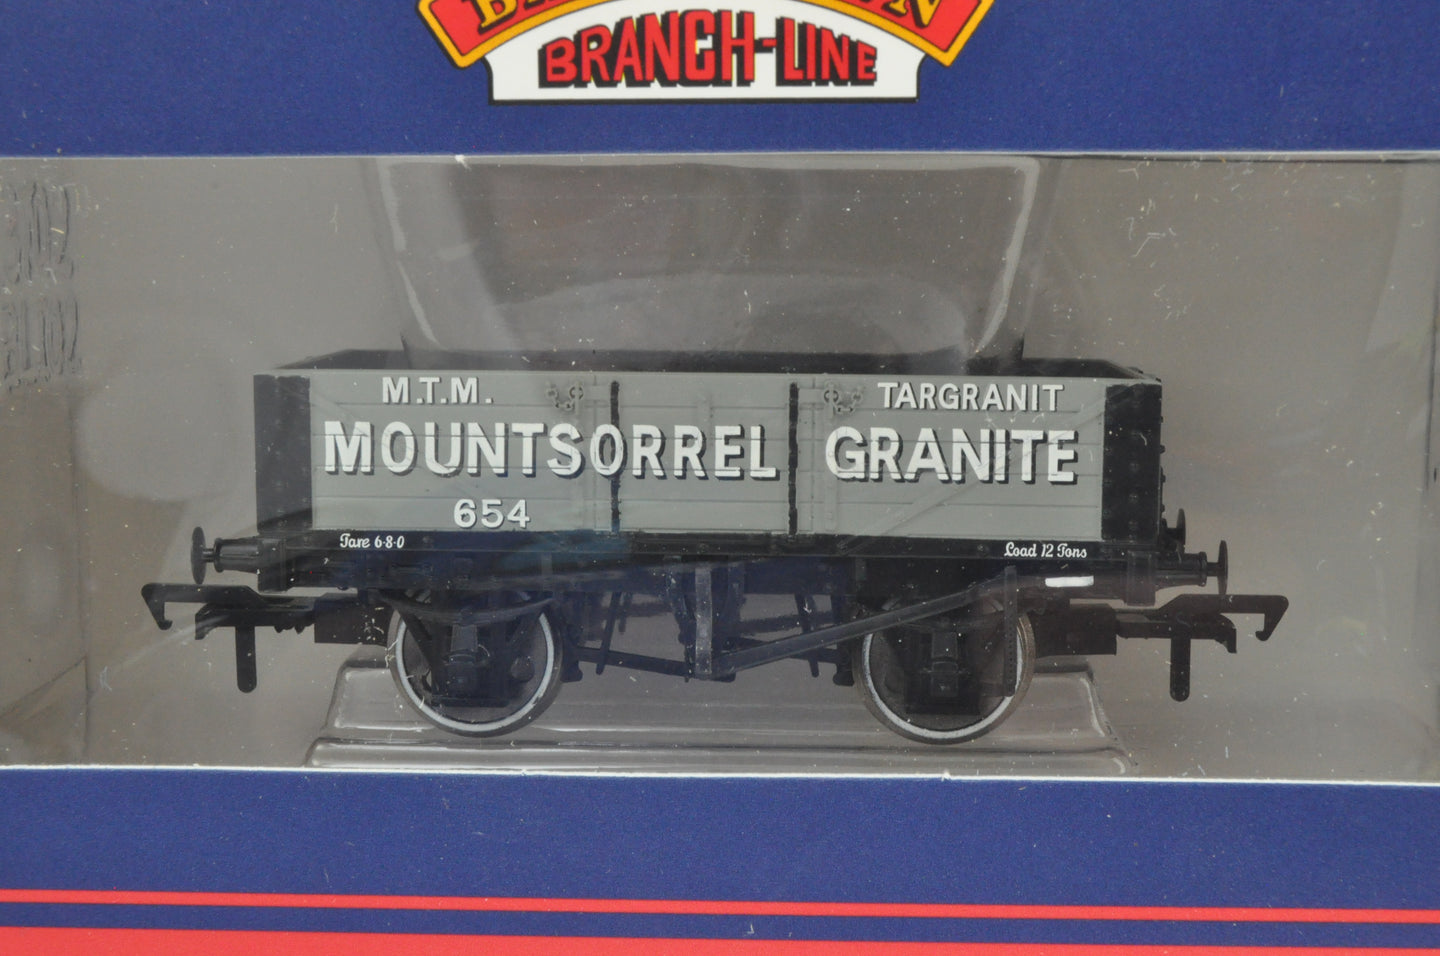 BRANCH-LINE
M.T.M. TARGRANIT
MOUNTSORREL GRANITE
654
Tare 6-8-0 Load 12 Tons